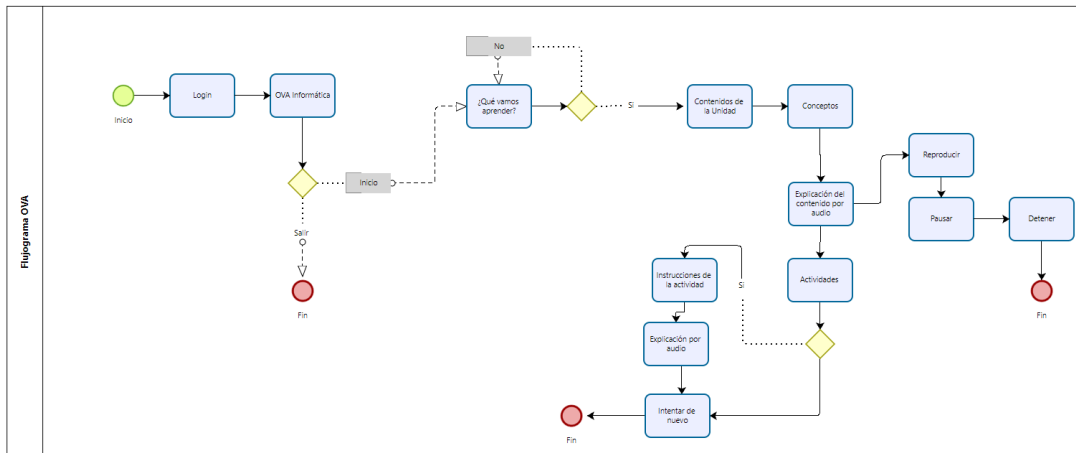 Flujograma OVA
Inicio
Login
OVA Informática
Inicio
Salir
Fin
No
¿Qué vamos
aprender?
Si
Contenidos de
la Unidad
Conceptos
Explicación del
contenido por
audio
Reproducir
Pausar
Detener
Fin
Actividades
Si
Instrucciones de
la actividad
Explicación por
audio
Intentar de
nuevo
Fin